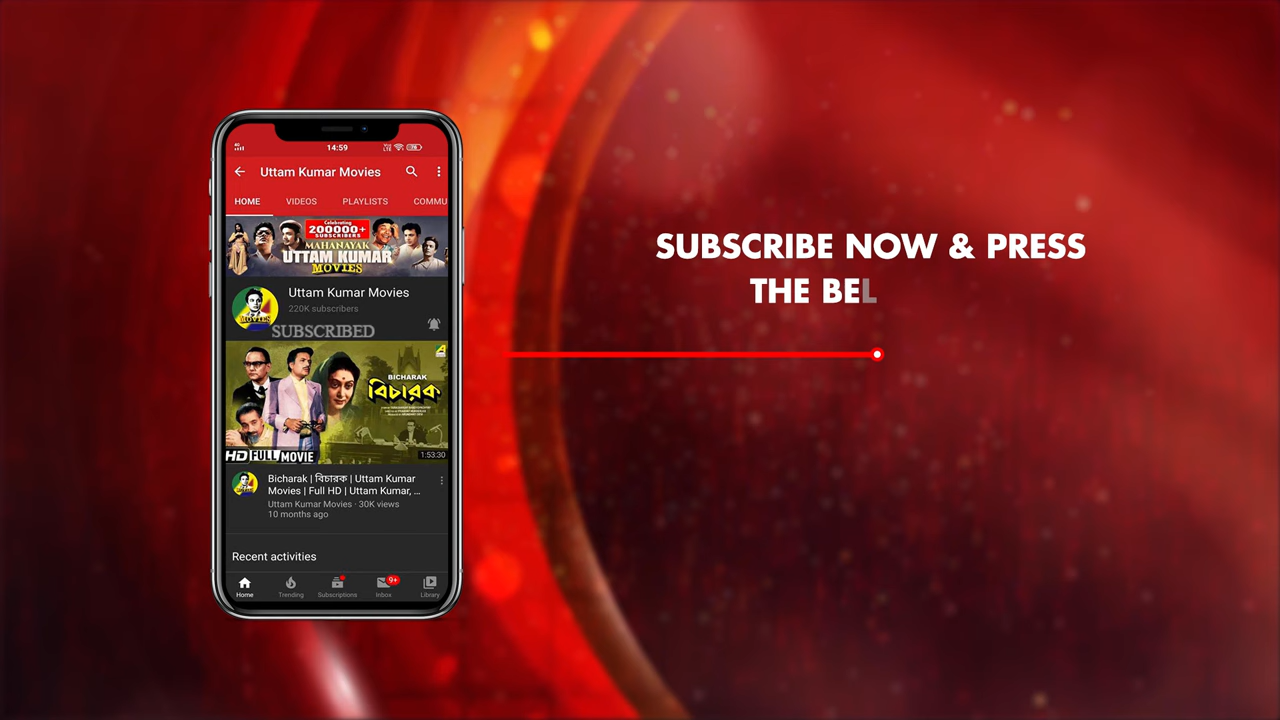 14:59
Uttam Kumar Movies
HOME VIDEOS PLAYLISTS COMMU
Celebrating
200000+
SUBSCRIBERS
MAHANAYAK
UTTAM KUMAR
MOVIES
Uttam Kumar Movies
220K subscribers
MOVIES
SUBSCRIBED
BICHARAK
বিচারক
HD FULL MOVIE
1:53:30
Bicharak | বিচারক | Uttam Kumar
Movies | Full HD | Uttam Kumar, ...
Uttam Kumar Movies · 30K views
10 months ago
Recent activities
9+
Home Trending Subscriptions Inbox Library
SUBSCRIBE NOW & PRESS
THE BEL